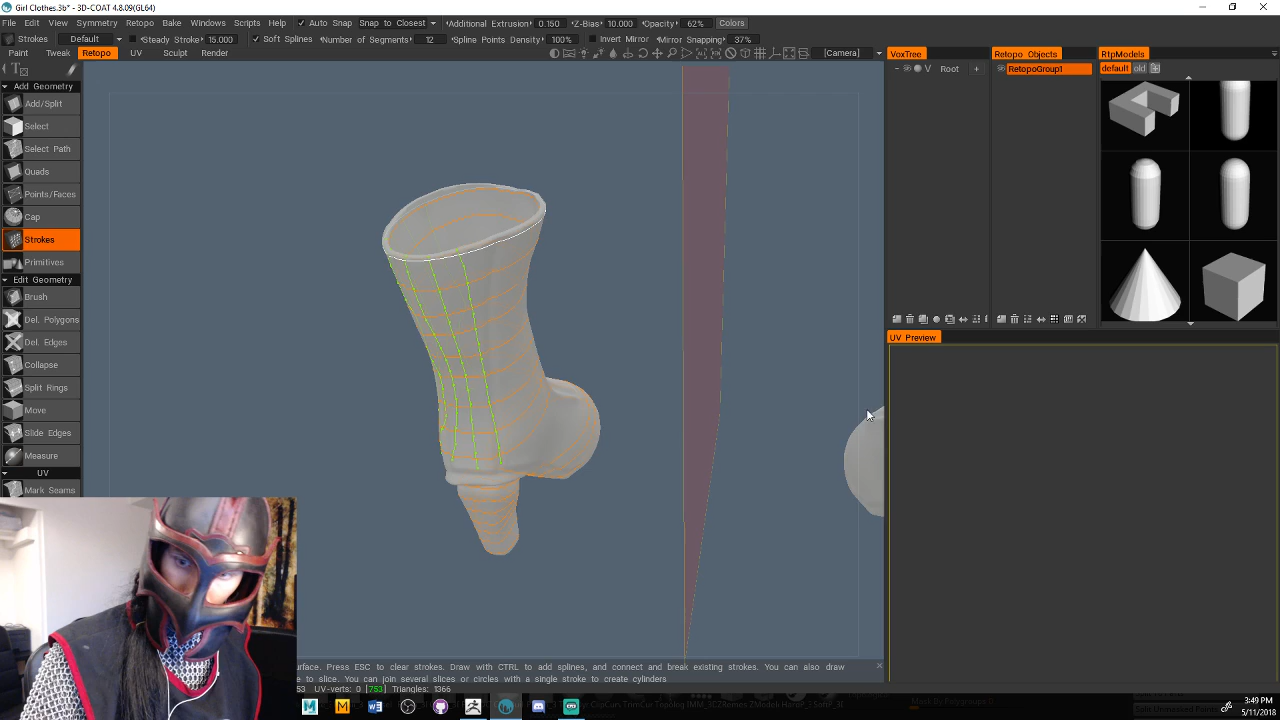 Girl Clothes.3b* - 3D-COAT 4.8.09(GL64)
File Edit View Symmetry Retopo Bake Windows Scripts Help Auto Snap Snap to Closest Additional Extrusion 0.150 Z-Bias 10.000 Opacity 62% Colors
Strokes Default Steady Stroke 15.000 Soft Splines Number of Segments 12 Spline Points Density 100% Invert Mirror Mirror Snapping 37%
Paint Tweak Retopo UV Sculpt Render [Camera] VoxTree Retopo Objects RtpModels
V Root + RetopoGroup1 default old
Add Geometry
Add/Split
Select
Select Path
Quads
Points/Faces
Cap
Strokes
Primitives
Edit Geometry
Brush
Del. Polygons
Del. Edges
Collapse
Split Rings
Move
Slide Edges
Measure
UV
Mark Seams
UV Preview
urface. Press ESC to clear strokes. Draw with CTRL to add splines, and connect and break existing strokes. You can also draw
e to slice. You can join several slices or circles with a single stroke to create cylinders
53 UV-verts: 0 [753] Triangles: 1366
3:49 PM
5/11/2018